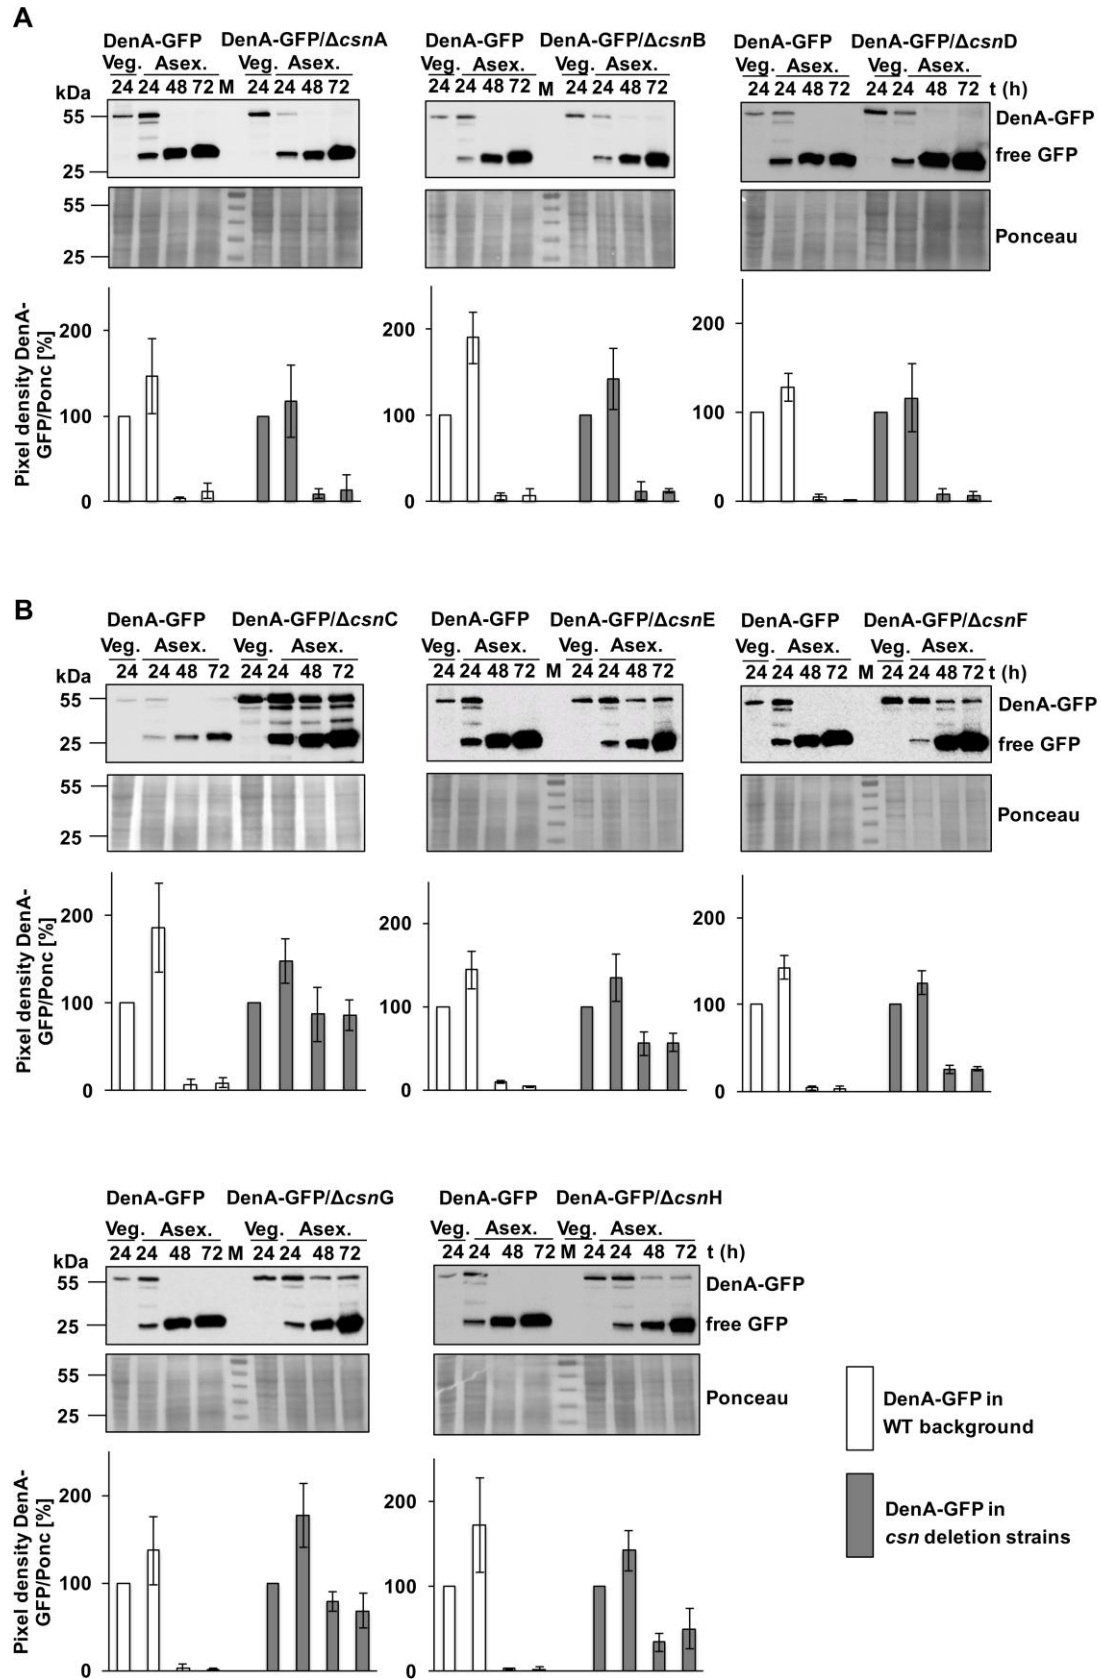 A
DenA-GFP DenA-GFP/ΔcsnA DenA-GFP DenA-GFP/ΔcsnB DenA-GFP DenA-GFP/ΔcsnD
Veg. Asex. Veg. Asex. Veg. Asex. Veg. Asex. Veg. Asex. Veg. Asex.
kDa 24 24 48 72 M 24 24 48 72 24 24 48 72 M 24 24 48 72 24 24 48 72 24 24 48 72 t (h)
55 DenA-GFP
25 free GFP
55
Ponceau
25
Pixel density DenA-
GFP/Ponc [%]
200 200 200
100 100 100
0 0 0
B
DenA-GFP DenA-GFP/ΔcsnC DenA-GFP DenA-GFP/ΔcsnE DenA-GFP DenA-GFP/ΔcsnF
Veg. Asex. Veg. Asex. Veg. Asex. Veg. Asex. Veg. Asex. Veg. Asex.
kDa 24 24 48 72 24 24 48 72 24 24 48 72 M 24 24 48 72 24 24 48 72 M 24 24 48 72 t (h)
55 DenA-GFP
25 free GFP
55
Ponceau
25
Pixel density DenA-
GFP/Ponc [%]
200 200 200
100 100 100
0 0 0
DenA-GFP DenA-GFP/ΔcsnG DenA-GFP DenA-GFP/ΔcsnH
Veg. Asex. Veg. Asex. Veg. Asex. Veg. Asex.
kDa 24 24 48 72 M 24 24 48 72 24 24 48 72 M 24 24 48 72 t (h)
55 DenA-GFP
25 free GFP
55
Ponceau
25
Pixel density DenA-
GFP/Ponc [%]
200 200
100 100
0 0
DenA-GFP in
WT background
DenA-GFP in
csn deletion strains